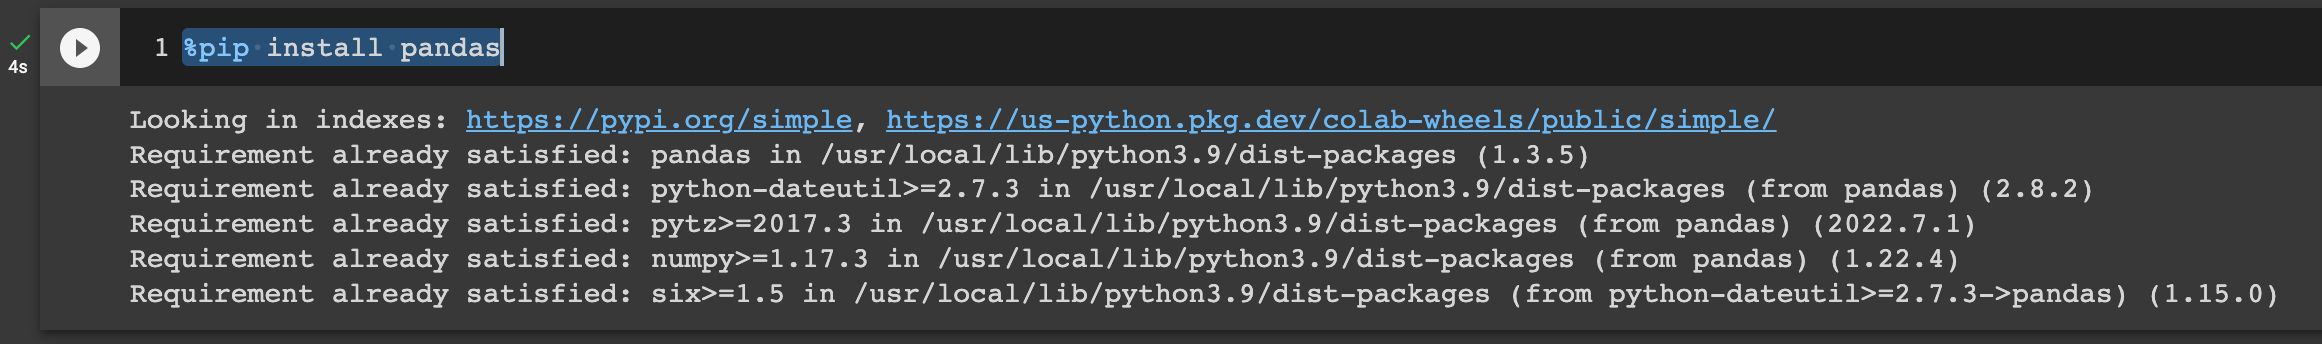 1 %pip install pandas
4s
Looking in indexes: https://pypi.org/simple, https://us-python.pkg.dev/colab-wheels/public/simple/
Requirement already satisfied: pandas in /usr/local/lib/python3.9/dist-packages (1.3.5)
Requirement already satisfied: python-dateutil>=2.7.3 in /usr/local/lib/python3.9/dist-packages (from pandas) (2.8.2)
Requirement already satisfied: pytz>=2017.3 in /usr/local/lib/python3.9/dist-packages (from pandas) (2022.7.1)
Requirement already satisfied: numpy>=1.17.3 in /usr/local/lib/python3.9/dist-packages (from pandas) (1.22.4)
Requirement already satisfied: six>=1.5 in /usr/local/lib/python3.9/dist-packages (from python-dateutil>=2.7.3->pandas) (1.15.0)